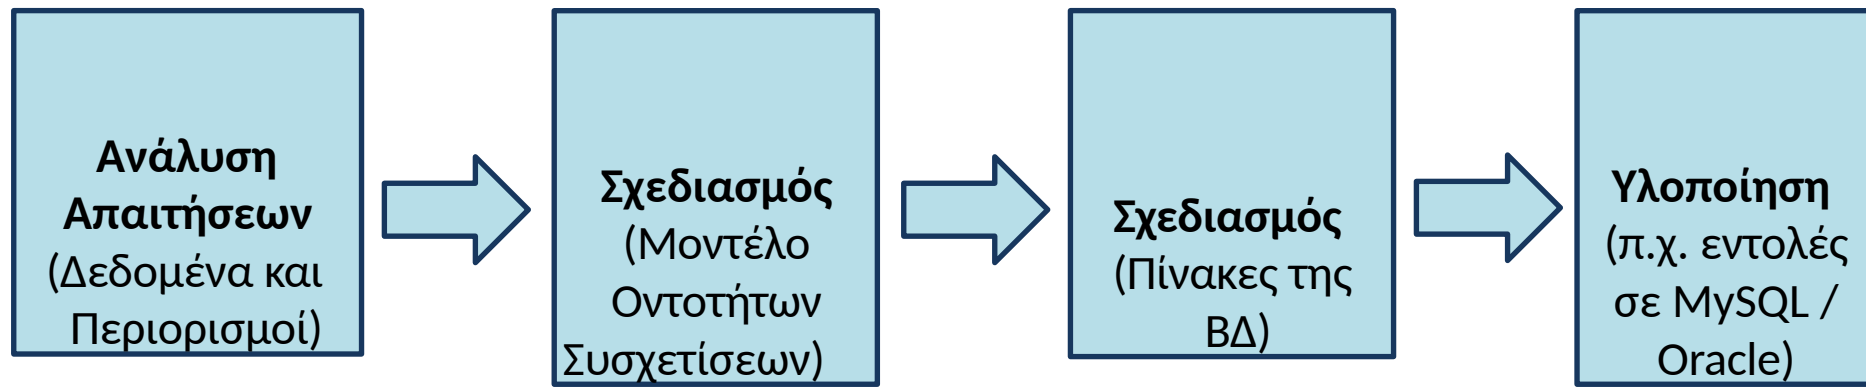 Ανάλυση
Απαιτήσεων
(Δεδομένα και
Περιορισμοί)
Σχεδιασμός
(Μοντέλο
Οντοτήτων
Συσχετίσεων)
Σχεδιασμός
(Πίνακες της
ΒΔ)
Υλοποίηση
(π.χ. εντολές
σε MySQL /
Oracle)